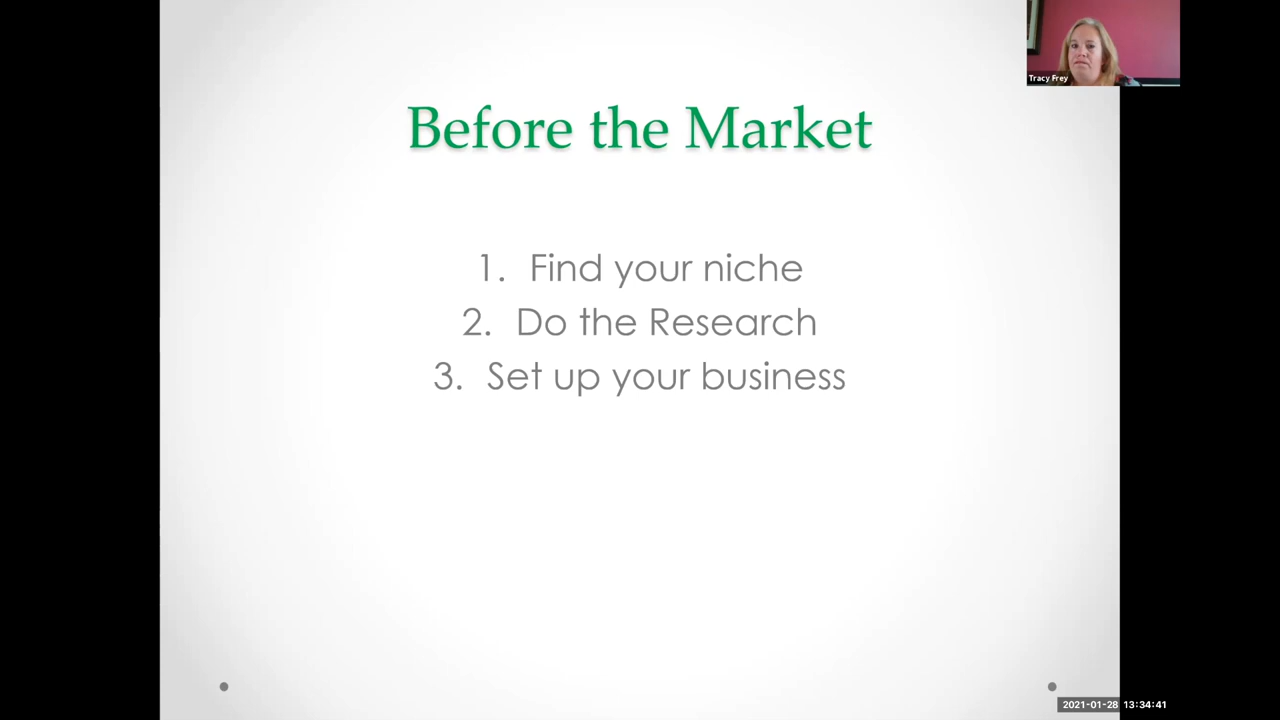 Tracy Frey
Before the Market
1. Find your niche
2. Do the Research
3. Set up your business
2021-01-28 13:34:41